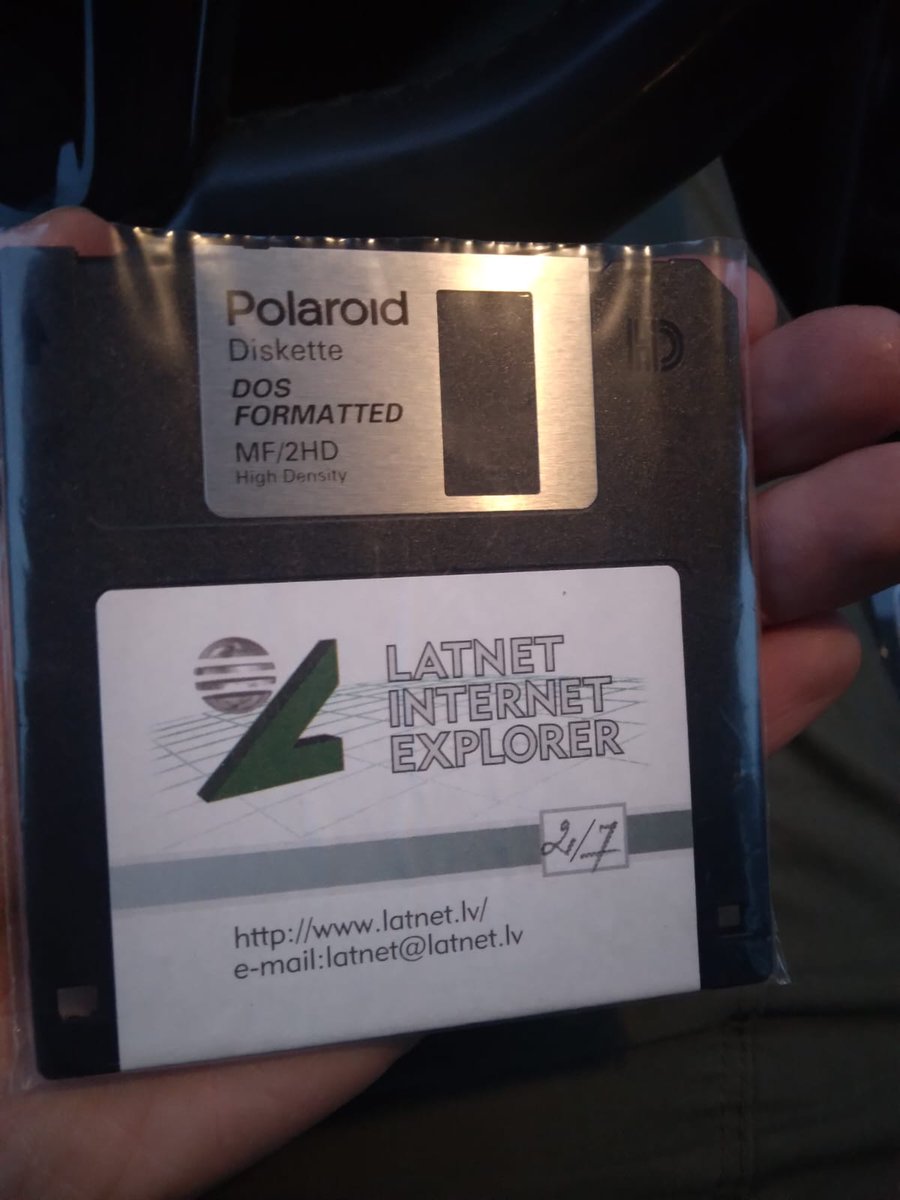 Polaroid
Diskette
DOS
FORMATTED
MF/2HD
High Density
HD
LATNET
INTERNET
EXPLORER
2/7
http://www.latnet.lv/
e-mail:latnet@latnet.lv